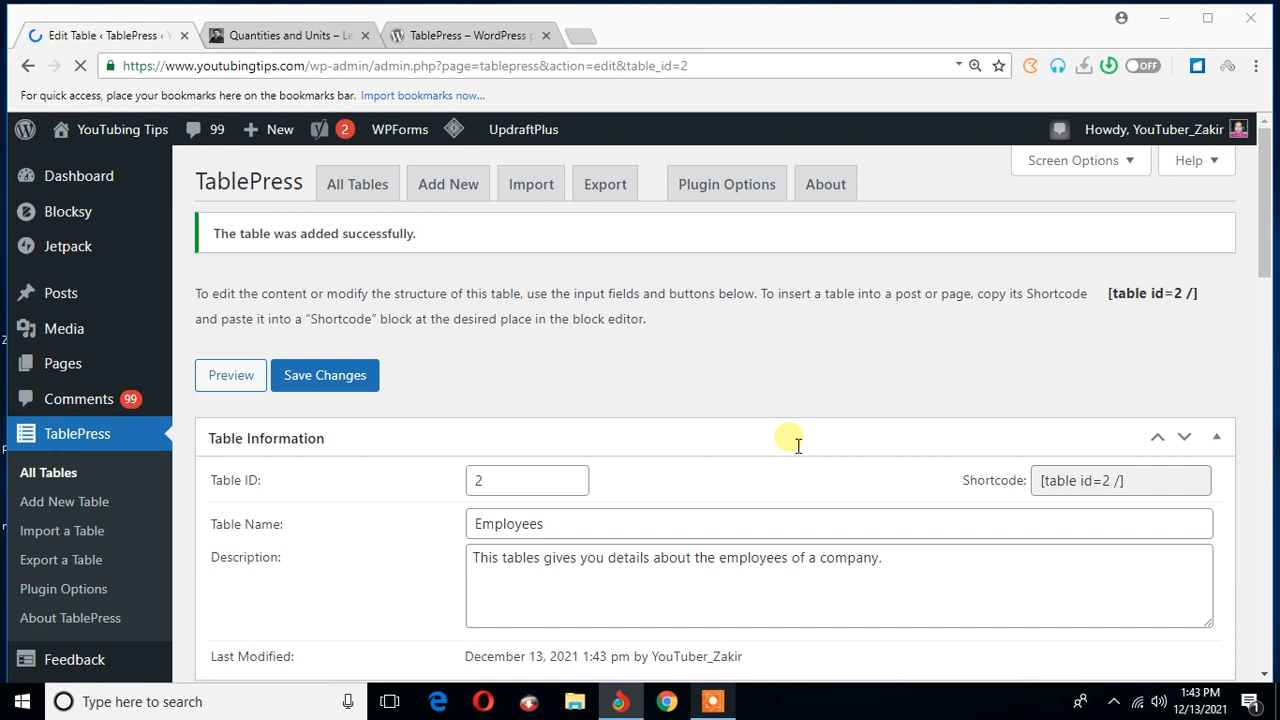 Edit Table ‹ TablePress ‹ Y
Quantities and Units – Le
TablePress – WordPress p
https://www.youtubingtips.com/wp-admin/admin.php?page=tablepress&action=edit&table_id=2
OFF
For quick access, place your bookmarks here on the bookmarks bar. Import bookmarks now...
YouTubing Tips
99
New
2
WPForms
UpdraftPlus
Howdy, YouTuber_Zakir
Screen Options
Help
Dashboard
Blocksy
Jetpack
Posts
Media
Pages
Comments 99
TablePress
All Tables
Add New Table
Import a Table
Export a Table
Plugin Options
About TablePress
Feedback
TablePress
All Tables
Add New
Import
Export
Plugin Options
About
The table was added successfully.
To edit the content or modify the structure of this table, use the input fields and buttons below. To insert a table into a post or page, copy its Shortcode
and paste it into a “Shortcode” block at the desired place in the block editor.
[table id=2 /]
Preview
Save Changes
Table Information
Table ID:
2
Shortcode:
[table id=2 /]
Table Name:
Employees
Description:
This tables gives you details about the employees of a company.
Last Modified:
December 13, 2021 1:43 pm by YouTuber_Zakir
Type here to search
1:43 PM
12/13/2021
1